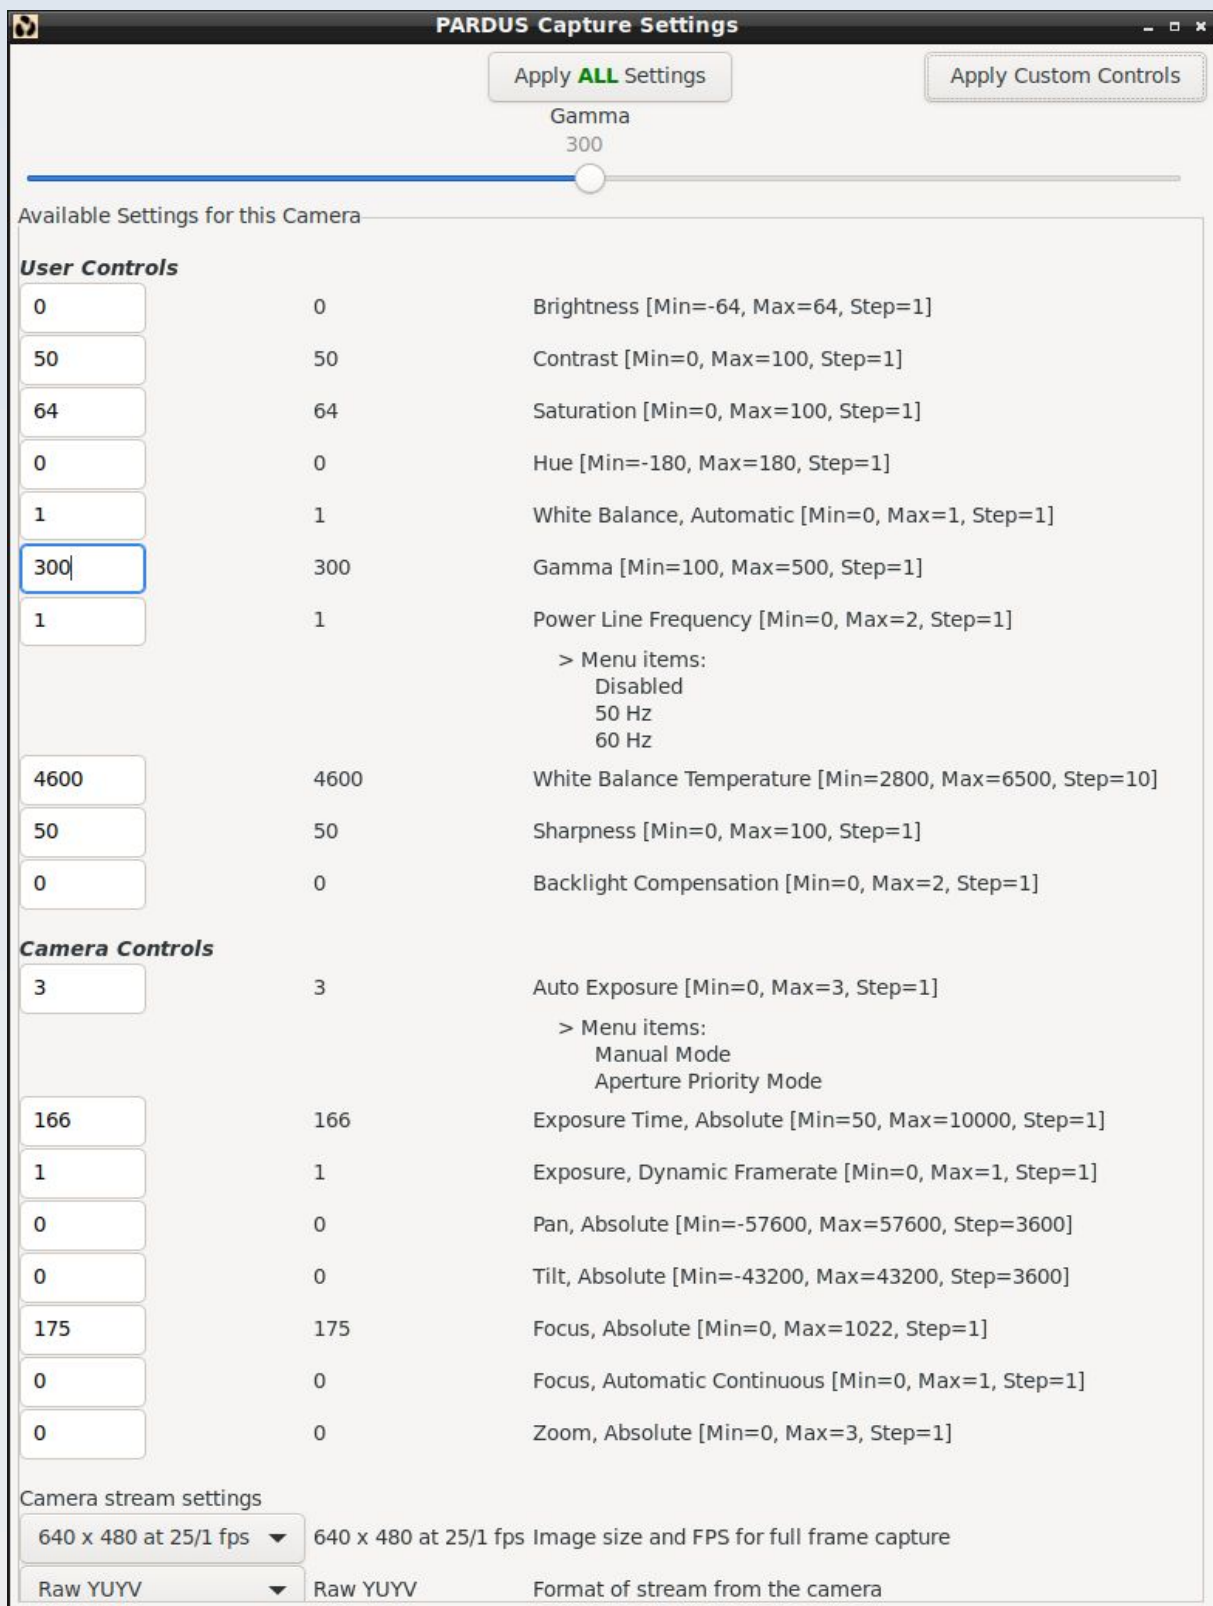 PARDUS Capture Settings
Apply ALL Settings
Apply Custom Controls
Gamma
300
Available Settings for this Camera
User Controls
0 0 Brightness [Min=-64, Max=64, Step=1]
50 50 Contrast [Min=0, Max=100, Step=1]
64 64 Saturation [Min=0, Max=100, Step=1]
0 0 Hue [Min=-180, Max=180, Step=1]
1 1 White Balance, Automatic [Min=0, Max=1, Step=1]
300 300 Gamma [Min=100, Max=500, Step=1]
1 1 Power Line Frequency [Min=0, Max=2, Step=1]
> Menu items:
Disabled
50 Hz
60 Hz
4600 4600 White Balance Temperature [Min=2800, Max=6500, Step=10]
50 50 Sharpness [Min=0, Max=100, Step=1]
0 0 Backlight Compensation [Min=0, Max=2, Step=1]
Camera Controls
3 3 Auto Exposure [Min=0, Max=3, Step=1]
> Menu items:
Manual Mode
Aperture Priority Mode
166 166 Exposure Time, Absolute [Min=50, Max=10000, Step=1]
1 1 Exposure, Dynamic Framerate [Min=0, Max=1, Step=1]
0 0 Pan, Absolute [Min=-57600, Max=57600, Step=3600]
0 0 Tilt, Absolute [Min=-43200, Max=43200, Step=3600]
175 175 Focus, Absolute [Min=0, Max=1022, Step=1]
0 0 Focus, Automatic Continuous [Min=0, Max=1, Step=1]
0 0 Zoom, Absolute [Min=0, Max=3, Step=1]
Camera stream settings
640 x 480 at 25/1 fps 640 x 480 at 25/1 fps Image size and FPS for full frame capture
Raw YUYV Raw YUYV Format of stream from the camera